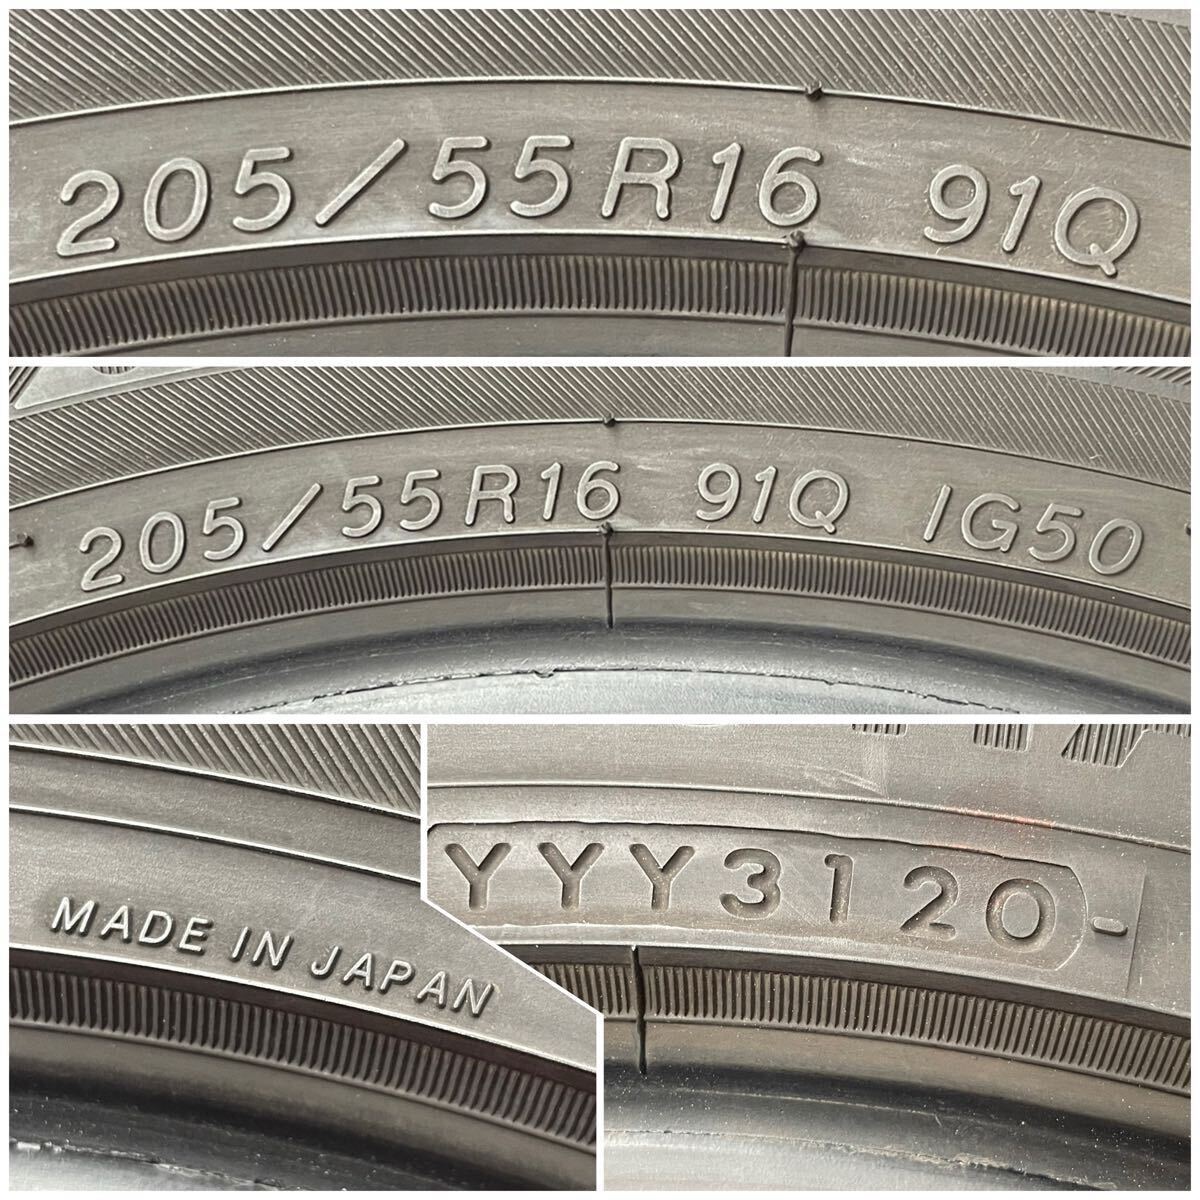 205/55R16 91Q
205/55R16 91Q IG50
MADE IN JAPAN
YYY3120-